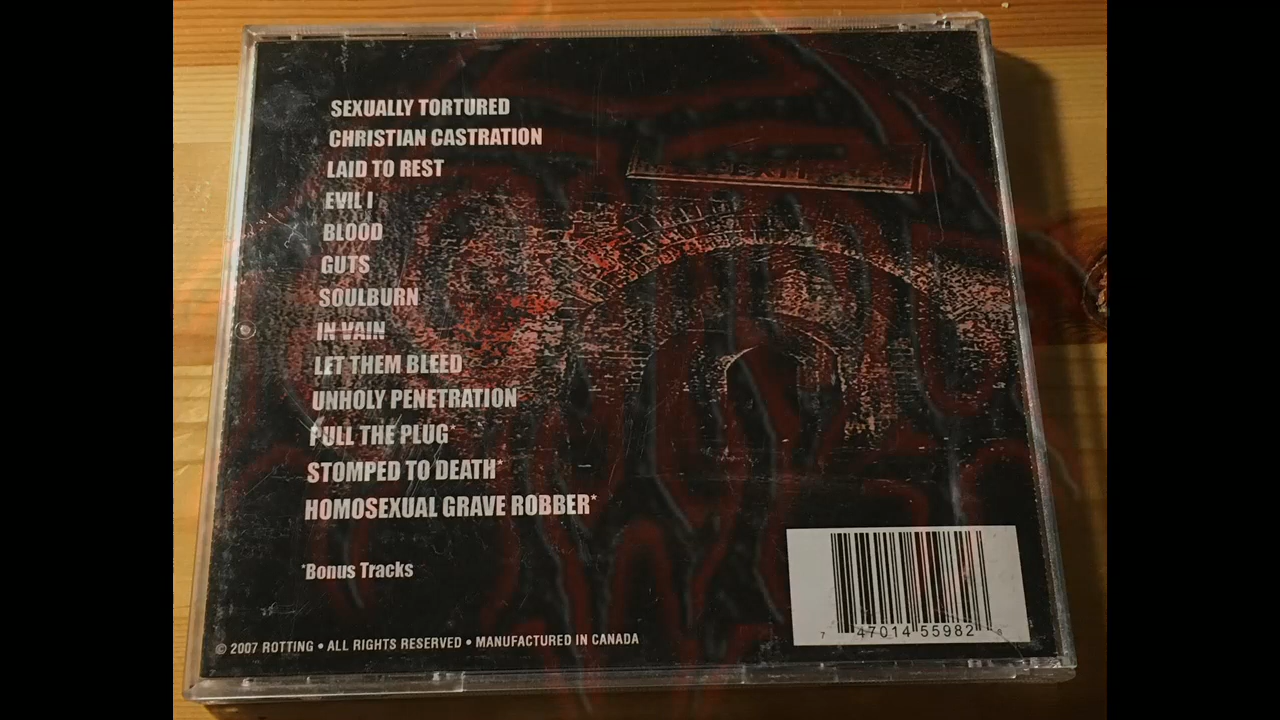 SEXUALLY TORTURED
CHRISTIAN CASTRATION
LAID TO REST
EVIL I
BLOOD
GUTS
SOULBURN
IN VAIN
LET THEM BLEED
UNHOLY PENETRATION
PULL THE PLUG*
STOMPED TO DEATH*
HOMOSEXUAL GRAVE ROBBER*
*Bonus Tracks
© 2007 ROTTING • ALL RIGHTS RESERVED • MANUFACTURED IN CANADA
7 47014 55982